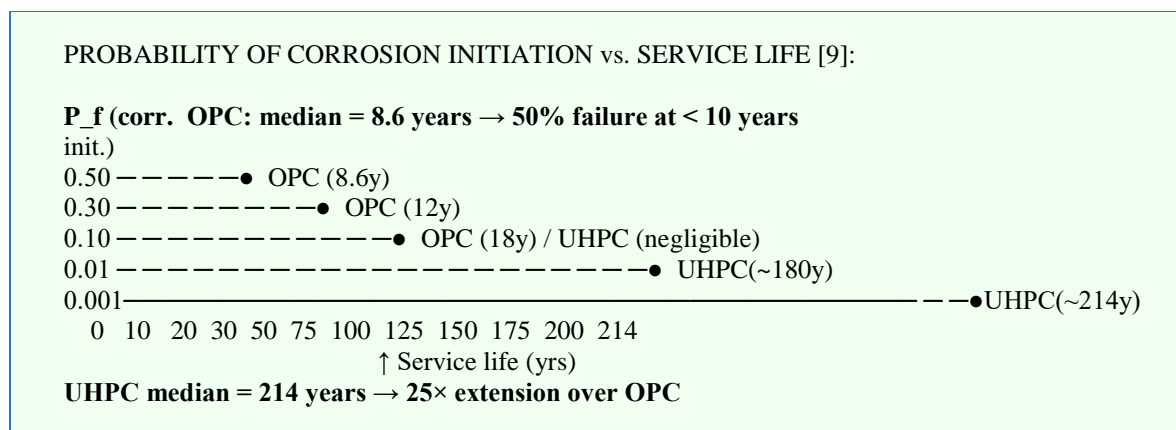 PROBABILITY OF CORROSION INITIATION vs. SERVICE LIFE [9]:
P_f (corr. OPC: median = 8.6 years → 50% failure at < 10 years
init.)
0.50 — — — — —● OPC (8.6y)
0.30 — — — — — — — —● OPC (12y)
0.10 — — — — — — — — — — —● OPC (18y) / UHPC (negligible)
0.01 — — — — — — — — — — — — — — — — — — — — —● UHPC(~180y)
0.001——————————————————————————————— — —●UHPC(~214y)
0 10 20 30 50 75 100 125 150 175 200 214
↑ Service life (yrs)
UHPC median = 214 years → 25× extension over OPC